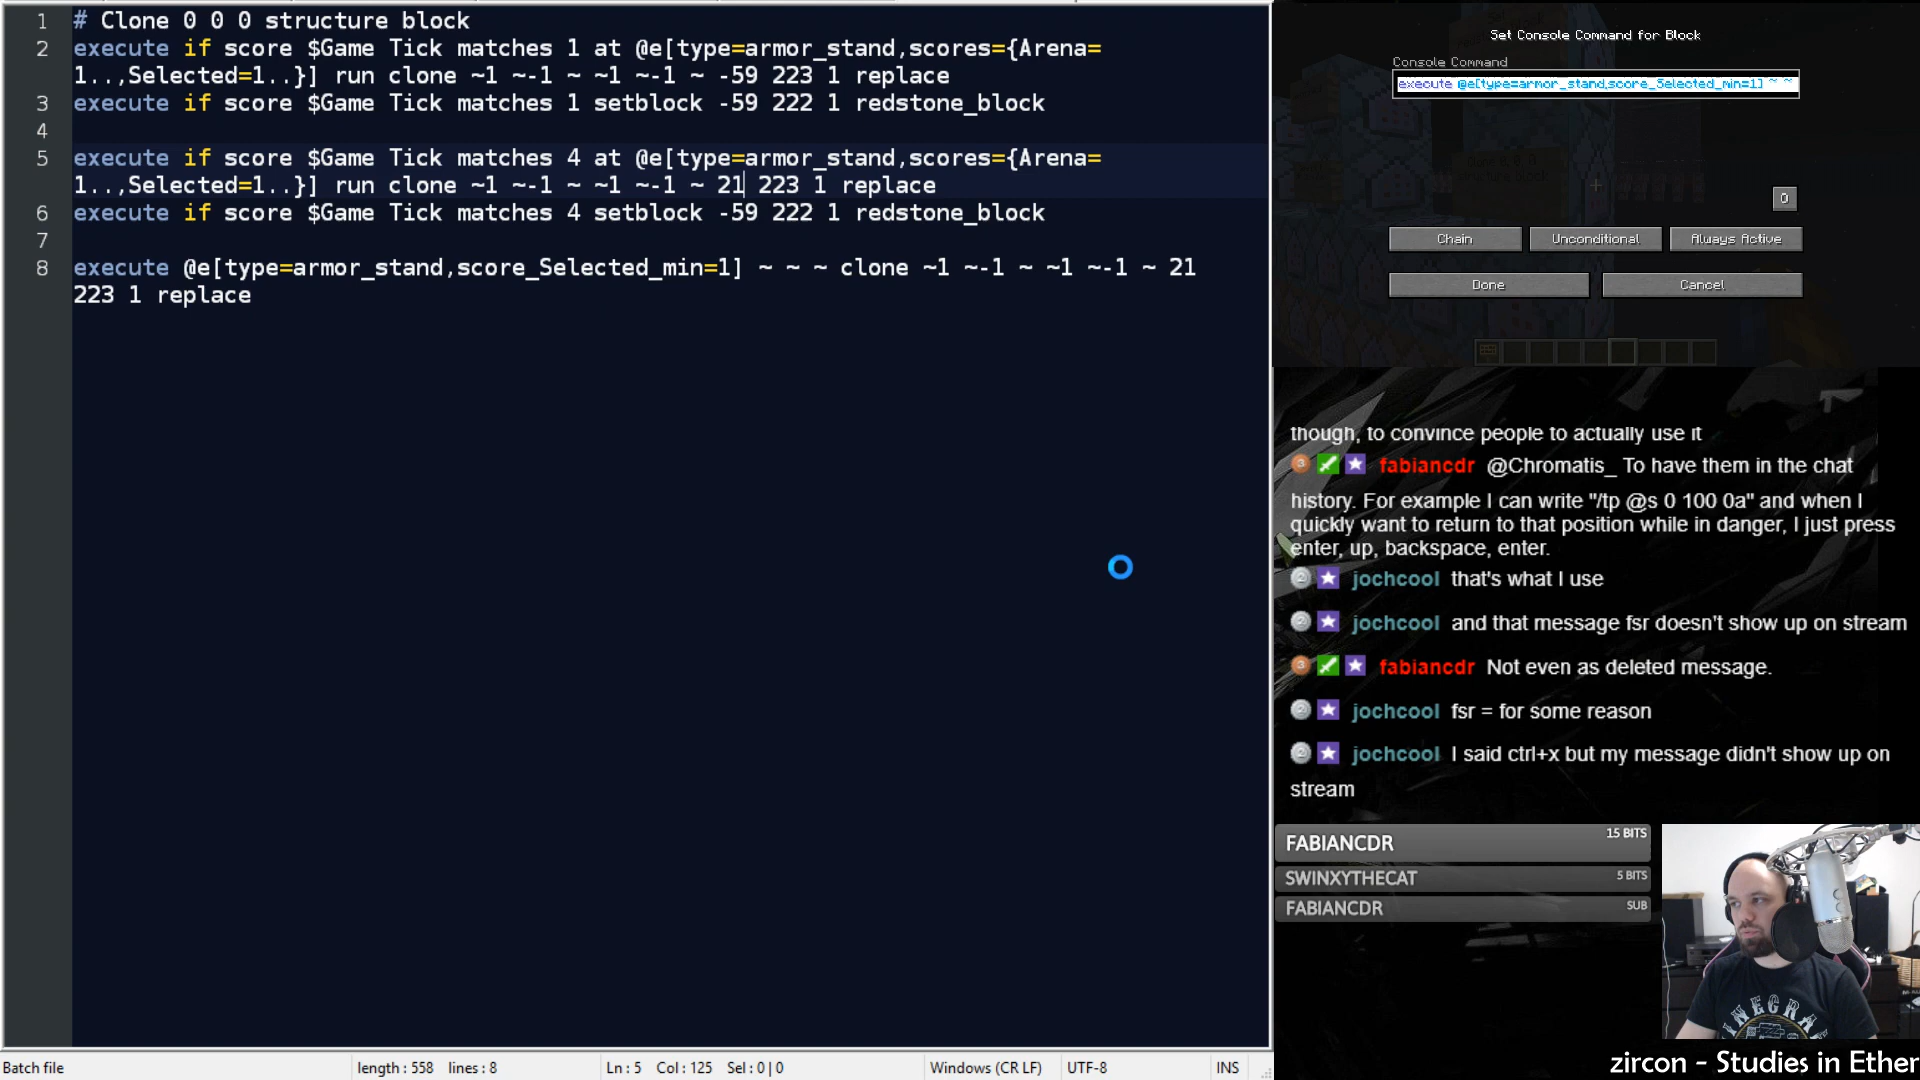 1 # Clone 0 0 0 structure block
2 execute if score $Game Tick matches 1 at @e[type=armor_stand,scores={Arena=
1..,Selected=1..}] run clone ~1 ~-1 ~ ~1 ~-1 ~ -59 223 1 replace
3 execute if score $Game Tick matches 1 setblock -59 222 1 redstone_block
4
5 execute if score $Game Tick matches 4 at @e[type=armor_stand,scores={Arena=
1..,Selected=1..}] run clone ~1 ~-1 ~ ~1 ~-1 ~ 21 223 1 replace
6 execute if score $Game Tick matches 4 setblock -59 222 1 redstone_block
7
8 execute @e[type=armor_stand,score_Selected_min=1] ~ ~ ~ clone ~1 ~-1 ~ ~1 ~-1 ~ 21
223 1 replace
Batch file
length : 558 lines : 8
Ln : 5 Col : 125 Sel : 0 | 0
Windows (CR LF)
UTF-8
INS
Set Console Command for Block
Console Command
execute @e[type=armor_stand,score_Selected_min=1] ~ ~
0
Chain
Unconditional
Always Active
Done
Cancel
though, to convince people to actually use it
fabiancdr @Chromatis_ To have them in the chat
history. For example I can write "/tp @s 0 100 0a" and when I
quickly want to return to that position while in danger, I just press
enter, up, backspace, enter.
jochcool that's what I use
jochcool and that message fsr doesn't show up on stream
fabiancdr Not even as deleted message.
jochcool fsr = for some reason
jochcool I said ctrl+x but my message didn't show up on
stream
FABIANCDR 15 BITS
SWINXYTHECAT 5 BITS
FABIANCDR SUB
zircon - Studies in Ether